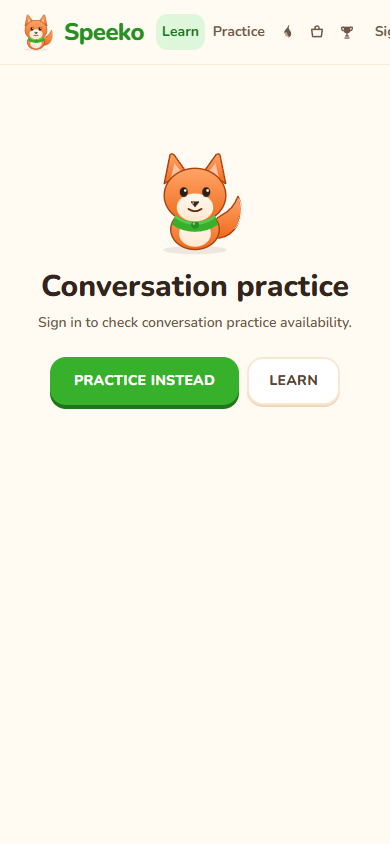 Speeko Learn Practice
Conversation practice
Sign in to check conversation practice availability.
PRACTICE INSTEAD LEARN